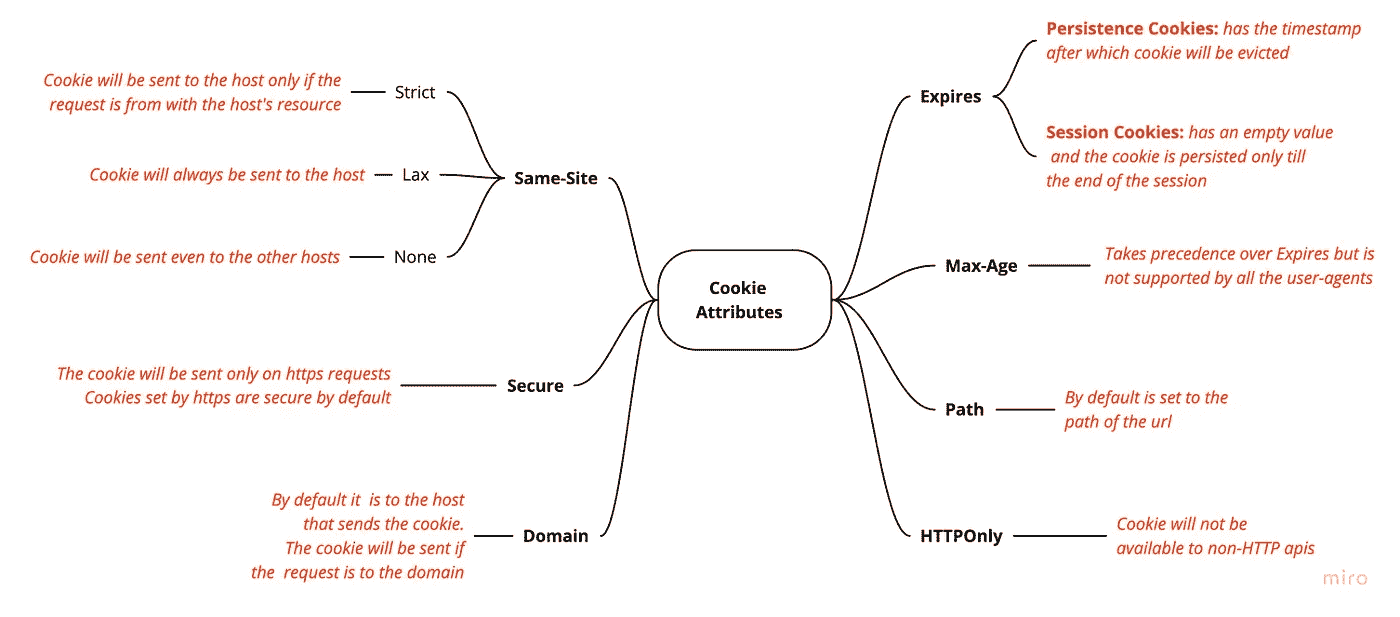 Cookie
Attributes
Same-Site
Strict
Cookie will be sent to the host only if the
request is from with the host's resource
Lax
Cookie will always be sent to the host
None
Cookie will be sent even to the other hosts
Secure
The cookie will be sent only on https requests
Cookies set by https are secure by default
Domain
By default it is to the host
that sends the cookie.
The cookie will be sent if
the request is to the domain
Expires
Persistence Cookies: has the timestamp
after which cookie will be evicted
Session Cookies: has an empty value
and the cookie is persisted only till
the end of the session
Max-Age
Takes precedence over Expires but is
not supported by all the user-agents
Path
By default is set to the
path of the url
HTTPOnly
Cookie will not be
available to non-HTTP apis
miro